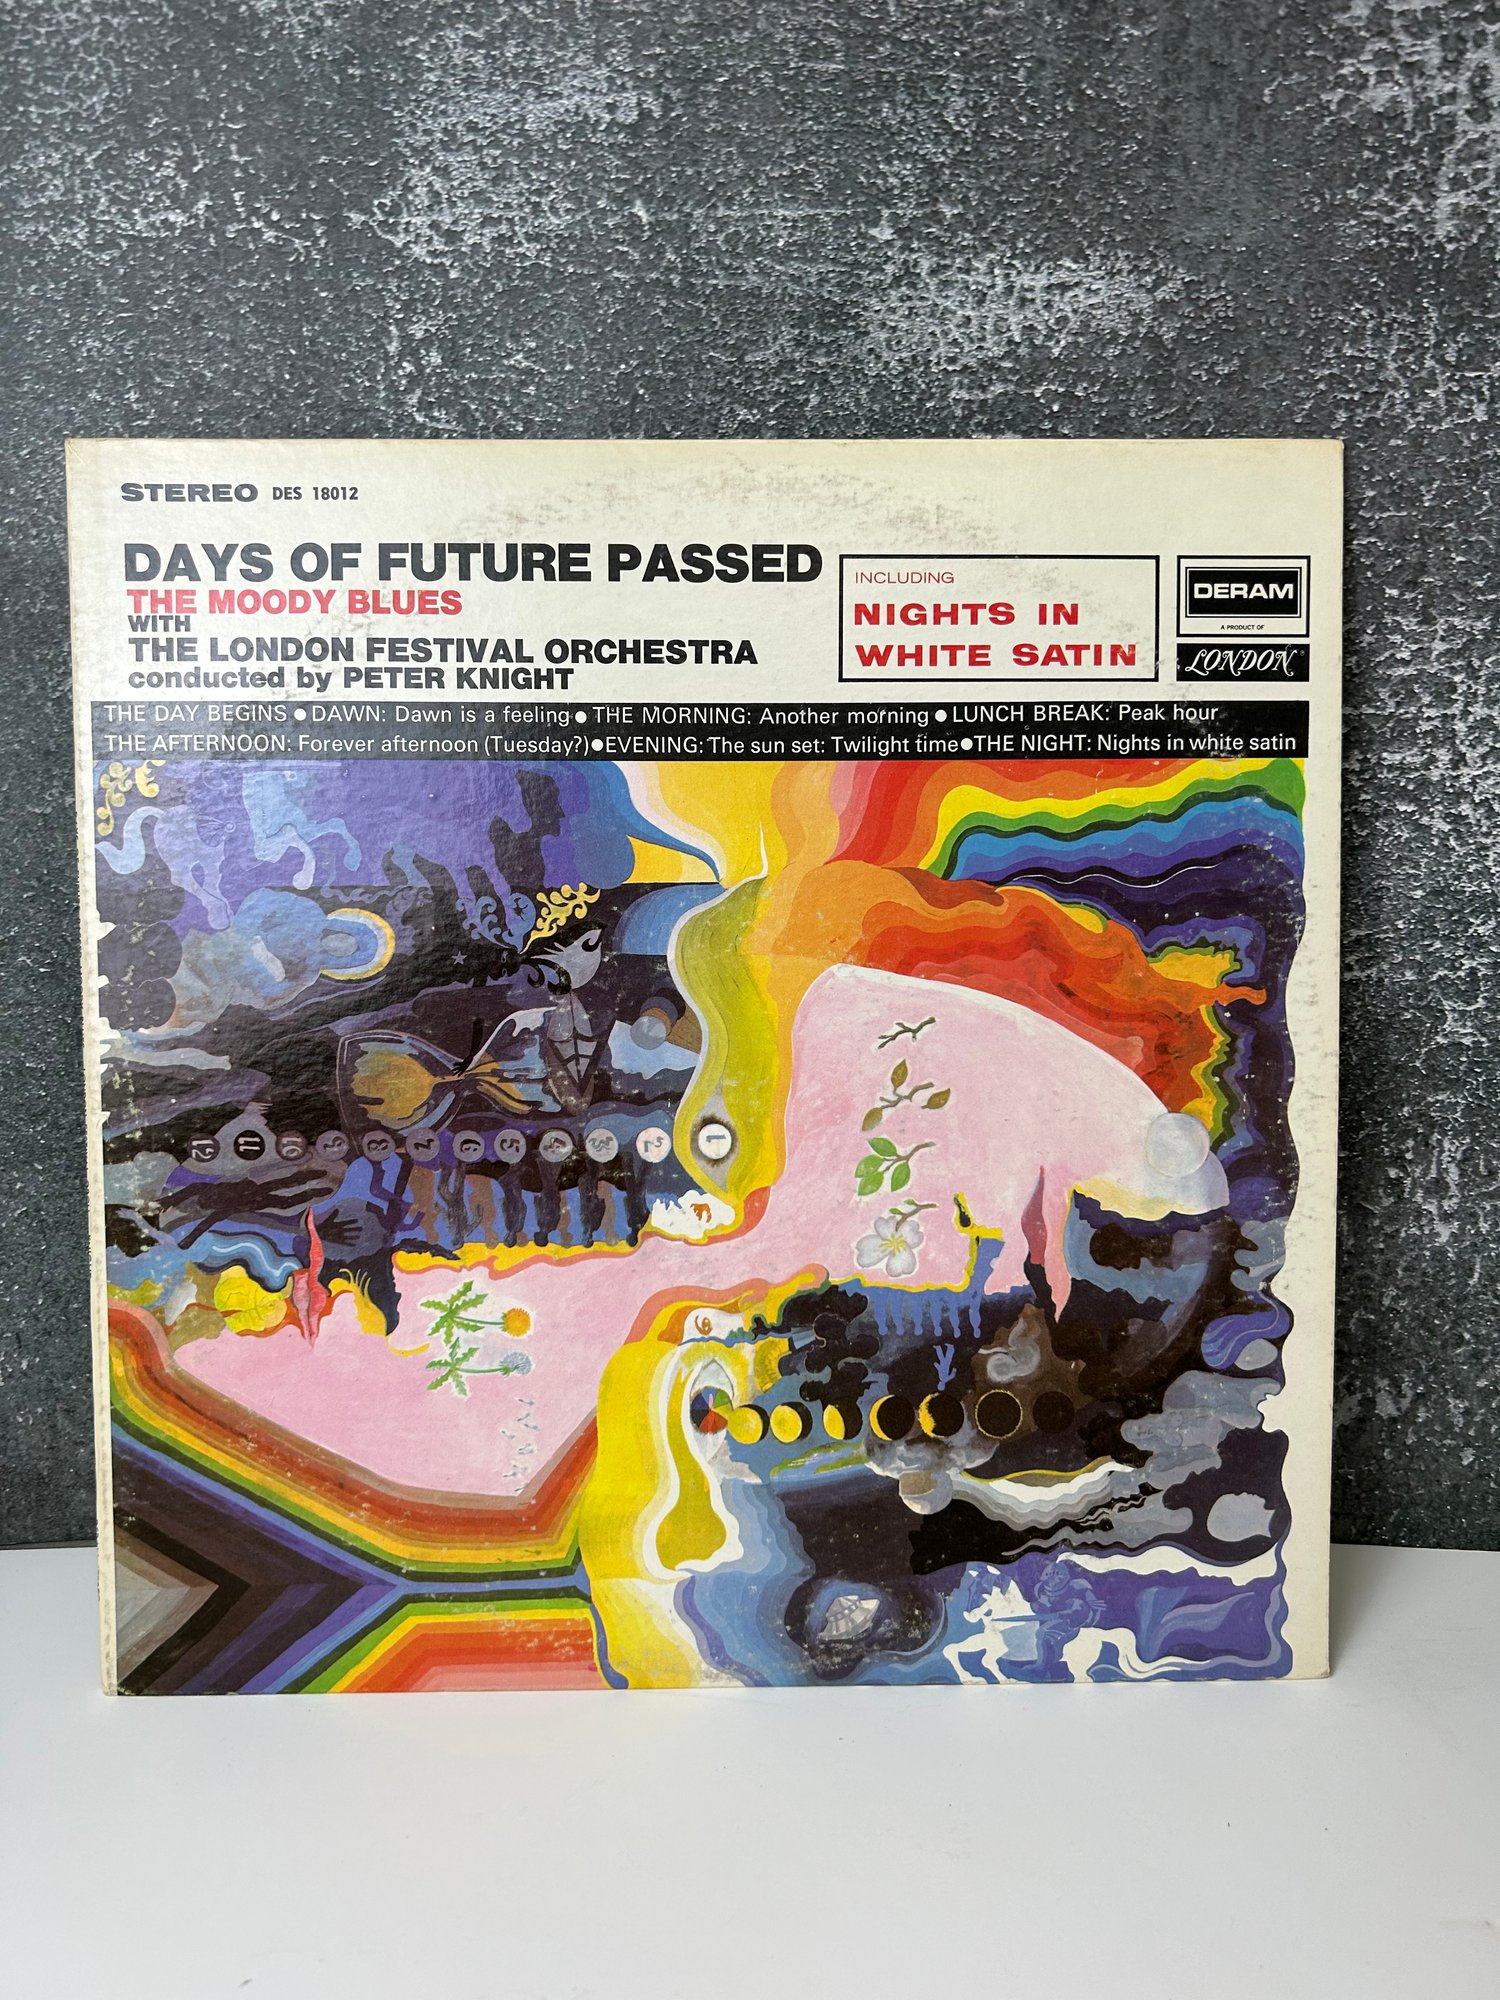 STEREO DES 18012
DAYS OF FUTURE PASSED
THE MOODY BLUES
WITH
THE LONDON FESTIVAL ORCHESTRA
conducted by PETER KNIGHT
INCLUDING
NIGHTS IN
WHITE SATIN
DERAM
A PRODUCT OF
LONDON®
THE DAY BEGINS ● DAWN: Dawn is a feeling ● THE MORNING: Another morning ● LUNCH BREAK: Peak hour
THE AFTERNOON: Forever afternoon (Tuesday?) ● EVENING: The sun set: Twilight time ● THE NIGHT: Nights in white satin
12 11 10 9 8 7 6 5 4 3 2 1